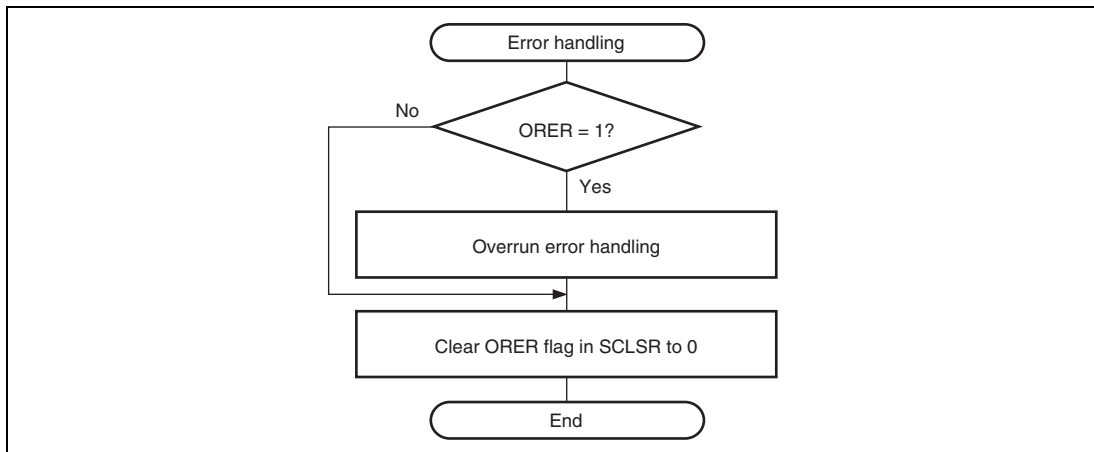 Error handling
No
ORER = 1?
Yes
Overrun error handling
Clear ORER flag in SCLSR to 0
End